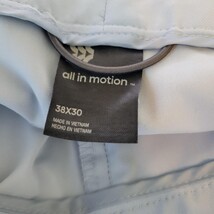 all in motion™
38X30
MADE IN VIETNAM
HECHO EN VIETNAM